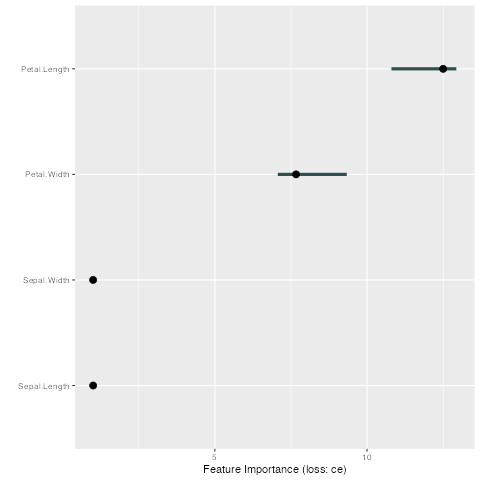 Petal.Length
Petal.Width
Sepal.Width
Sepal.Length
5
10
Feature Importance (loss: ce)